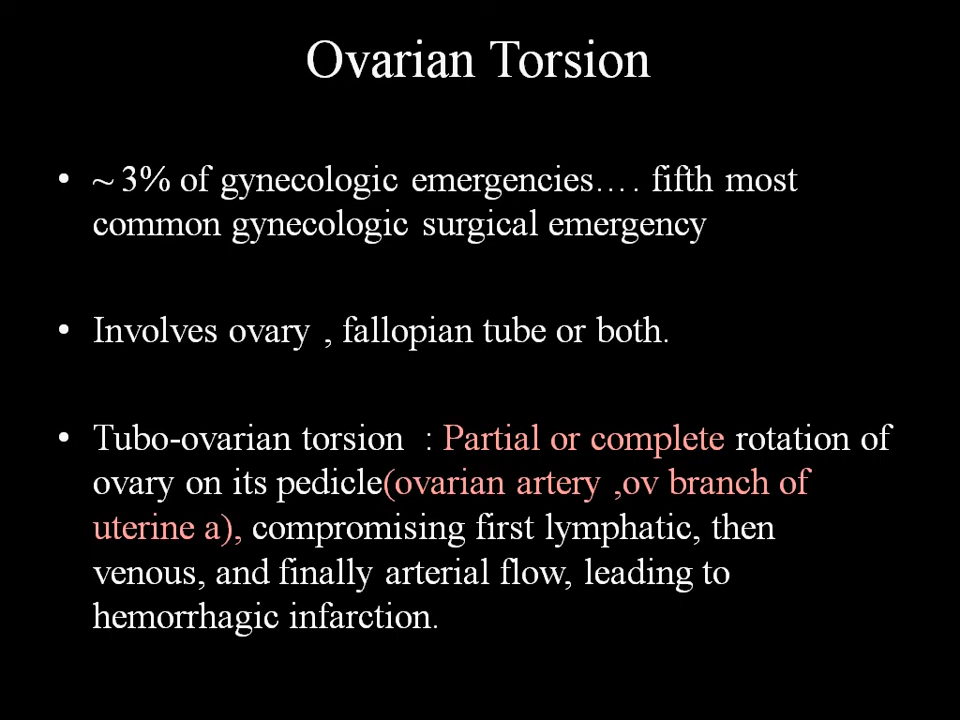 Ovarian Torsion
• ~ 3% of gynecologic emergencies…. fifth most
common gynecologic surgical emergency
• Involves ovary , fallopian tube or both.
• Tubo-ovarian torsion : Partial or complete rotation of
ovary on its pedicle(ovarian artery ,ov branch of
uterine a), compromising first lymphatic, then
venous, and finally arterial flow, leading to
hemorrhagic infarction.